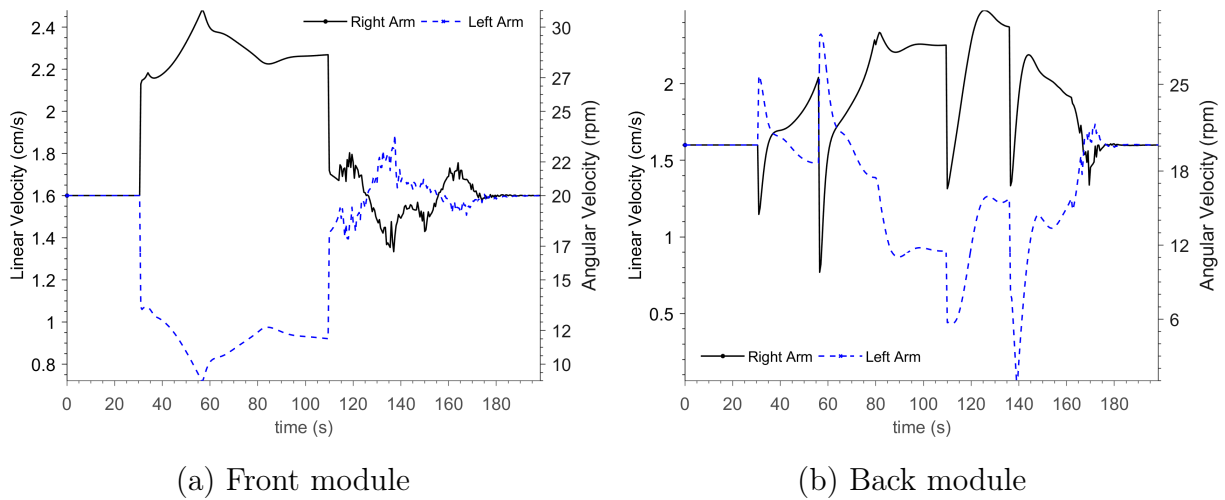 2.4
2.2
2
1.8
1.6
1.4
1.2
1
0.8
Linear Velocity (cm/s)
Right Arm
Left Arm
30
27
25
22
20
17
15
12
10
Angular Velocity (rpm)
0 20 40 60 80 100 120 140 160 180
time (s)
(a) Front module
2
1.5
1
0.5
Linear Velocity (cm/s)
Right Arm
Left Arm
25
18
12
6
Angular Velocity (rpm)
0 20 40 60 80 100 120 140 160 180
time (s)
(b) Back module